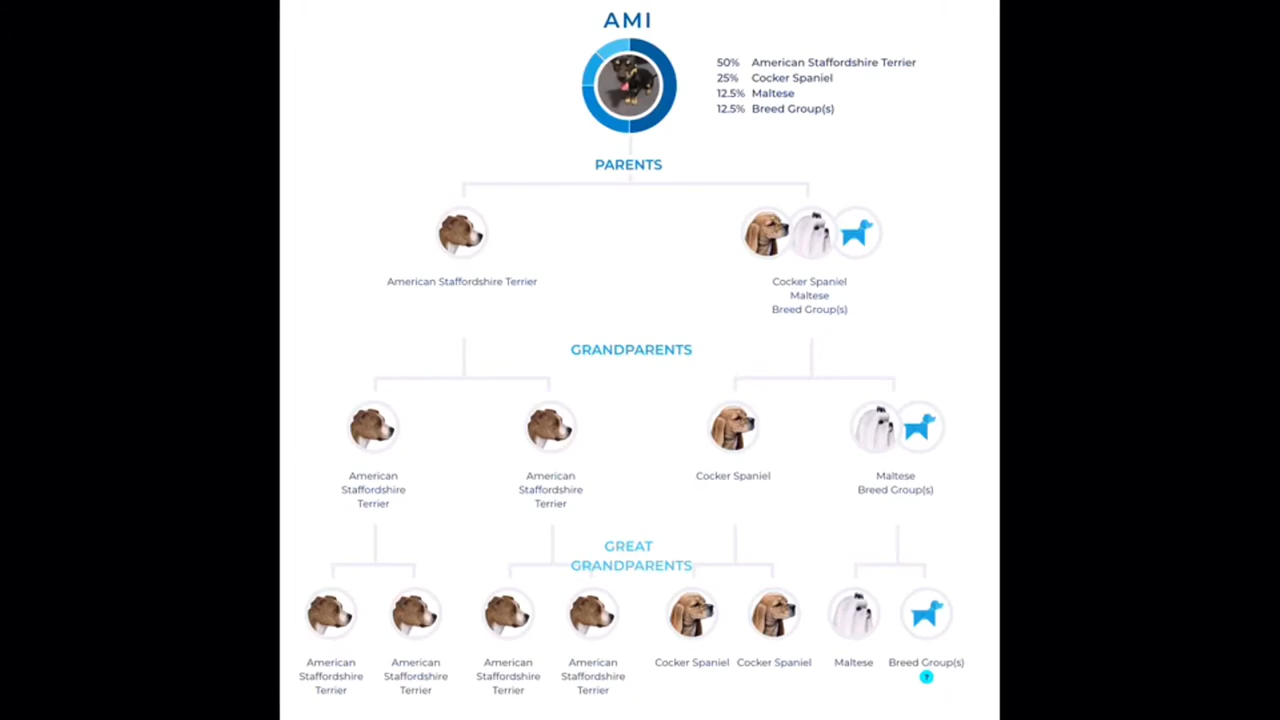 AMI
50% American Staffordshire Terrier
25% Cocker Spaniel
12.5% Maltese
12.5% Breed Group(s)
PARENTS
American Staffordshire Terrier
Cocker Spaniel
Maltese
Breed Group(s)
GRANDPARENTS
American
Staffordshire
Terrier
American
Staffordshire
Terrier
Cocker Spaniel
Maltese
Breed Group(s)
GREAT
GRANDPARENTS
American
Staffordshire
Terrier
American
Staffordshire
Terrier
American
Staffordshire
Terrier
American
Staffordshire
Terrier
Cocker Spaniel
Cocker Spaniel
Maltese
Breed Group(s)
?